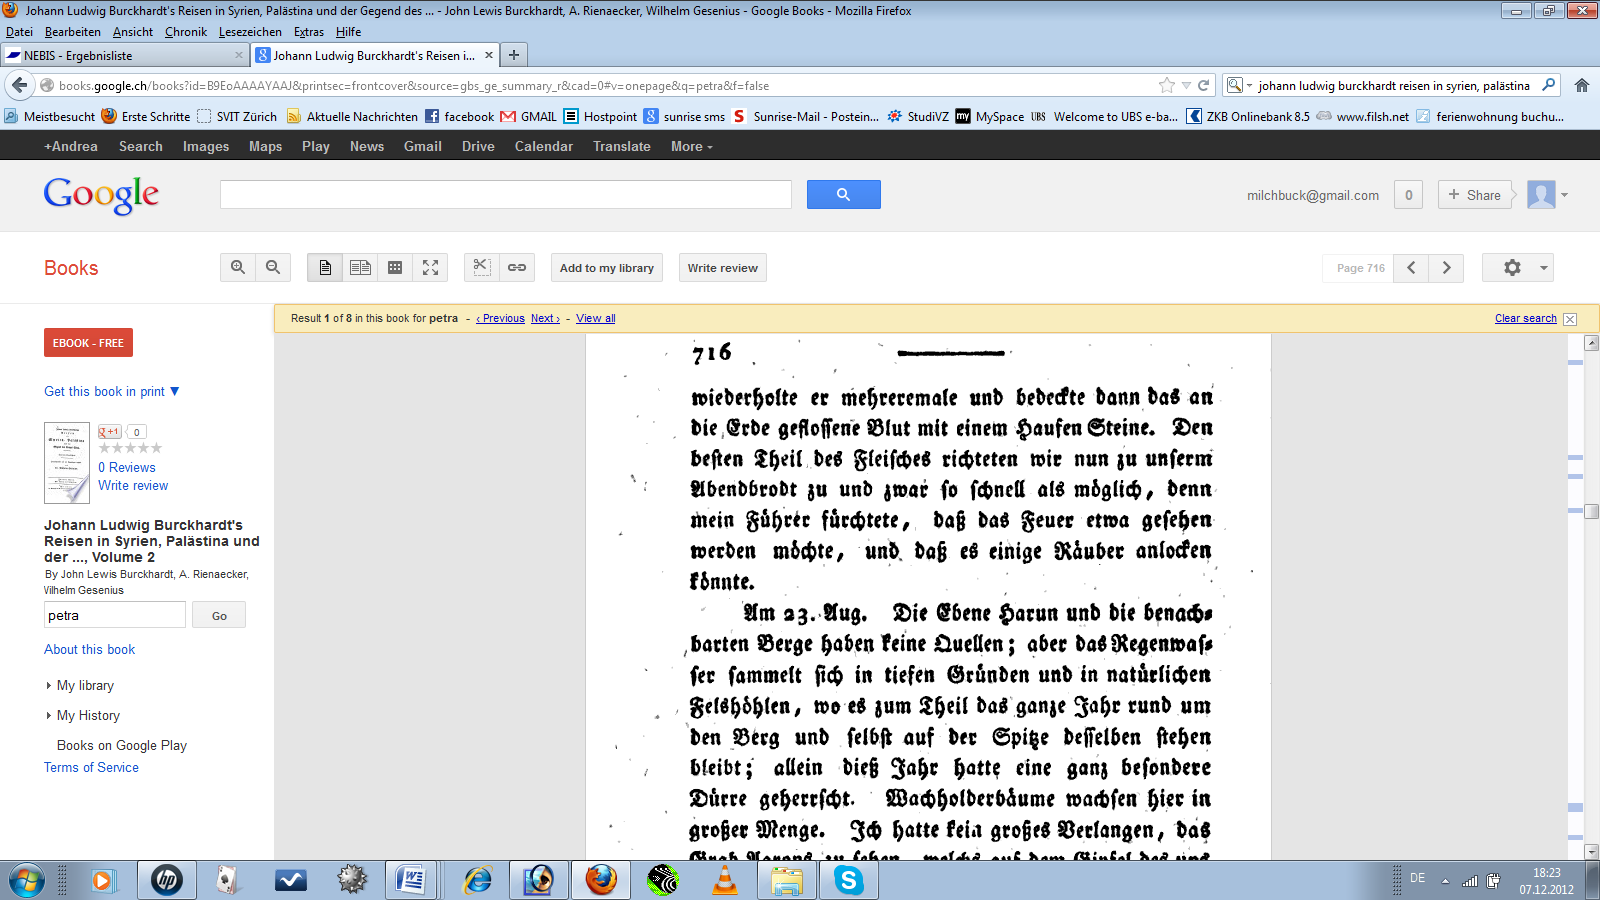 Johann Ludwig Burckhardt's Reisen in Syrien, Palästina und der Gegend des ... - John Lewis Burckhardt, A. Rienaecker, Wilhelm Gesenius - Google Books - Mozilla Firefox
Datei Bearbeiten Ansicht Chronik Lesezeichen Extras Hilfe
NEBIS - Ergebnisliste Johann Ludwig Burckhardt's Reisen i...
books.google.ch/books?id=B9EoAAAAYAAJ&printsec=frontcover&source=gbs_ge_summary_r&cad=0#v=onepage&q=petra&f=false johann ludwig burckhardt reisen in syrien, palästina
Meistbesucht Erste Schritte SVIT Zürich Aktuelle Nachrichten facebook GMAIL Hostpoint sunrise sms Sunrise-Mail - Postein... StudiVZ MySpace UBS Welcome to UBS e-ba... ZKB Onlinebank 8.5 www.filsh.net ferienwohnung buchu...
+Andrea Search Images Maps Play News Gmail Drive Calendar Translate More
Google milchbuck@gmail.com 0 + Share
Books Add to my library Write review Page 716
Result 1 of 8 in this book for petra - ‹ Previous Next › - View all Clear search
EBOOK - FREE
Get this book in print ▼
g +1 0
0 Reviews
Write review
Johann Ludwig Burckhardt's
Reisen in Syrien, Palästina und
der ..., Volume 2
By John Lewis Burckhardt, A. Rienaecker,
Wilhelm Gesenius
petra Go
About this book
My library
My History
Books on Google Play
Terms of Service
716
wiederholte er mehreremale und bedeckte dann das an
die Erde geflossene Blut mit einem Haufen Steine. Den
besten Theil des Fleisches richteten wir nun zu unserm
Abendbrodt zu und zwar so schnell als möglich, denn
mein Führer fürchtete, daß das Feuer etwa gesehen
werden möchte, und daß es einige Räuber anlocken
könnte.
Am 23. Aug. Die Ebene Harun und die benach-
barten Berge haben keine Quellen; aber das Regenwas-
ser sammelt sich in tiefen Gründen und in natürlichen
Felshöhlen, wo es zum Theil das ganze Jahr rund um
den Berg und selbst auf der Spitze desselben stehen
bleibt; allein dieß Jahr hatte eine ganz besondere
Dürre geherrscht. Wachholderbäume wachsen hier in
großer Menge. Ich hatte kein großes Verlangen, das
Grab Aarons zu sehen, welchs auf dem Gipfel des uns
DE 18:23
07.12.2012